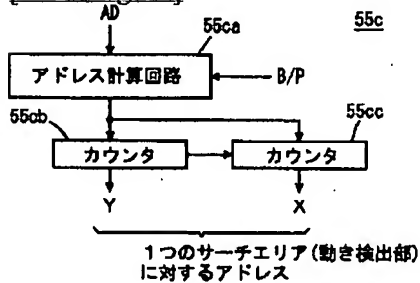 AD
55ca
55c
アドレス計算回路
B/P
55cb
55cc
カウンタ
カウンタ
Y
X
1つのサーチエリア(動き検出部)
に対するアドレス